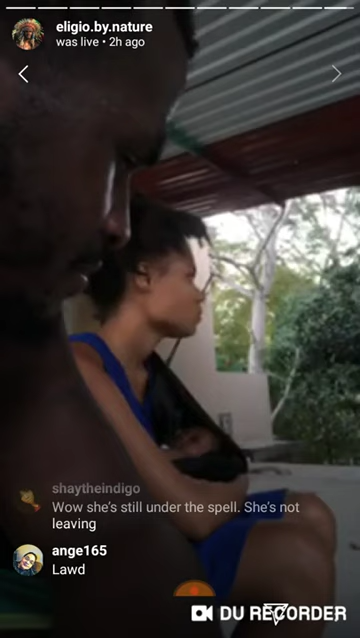 eligio.by.nature
was live • 2h ago
shaytheindigo
Wow she's still under the spell. She's not
leaving
ange165
Lawd
DU RECORDER